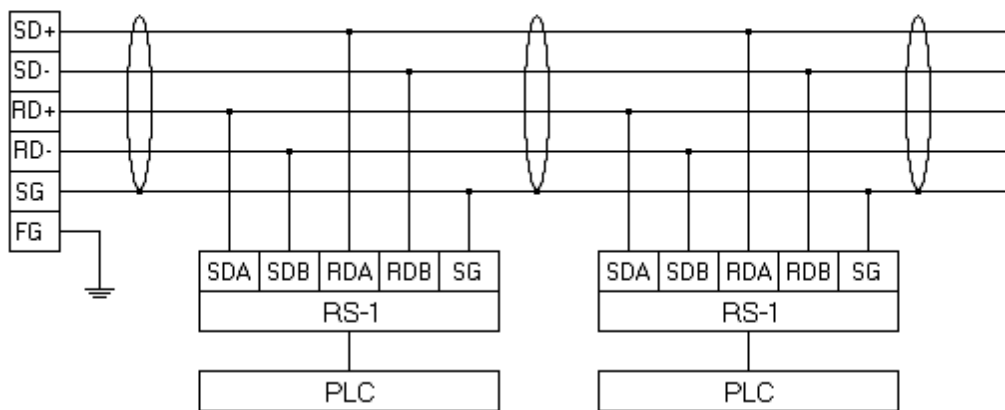 SD+
SD-
RD+
RD-
SG
FG
SDA SDB RDA RDB SG
RS-1
PLC
SDA SDB RDA RDB SG
RS-1
PLC